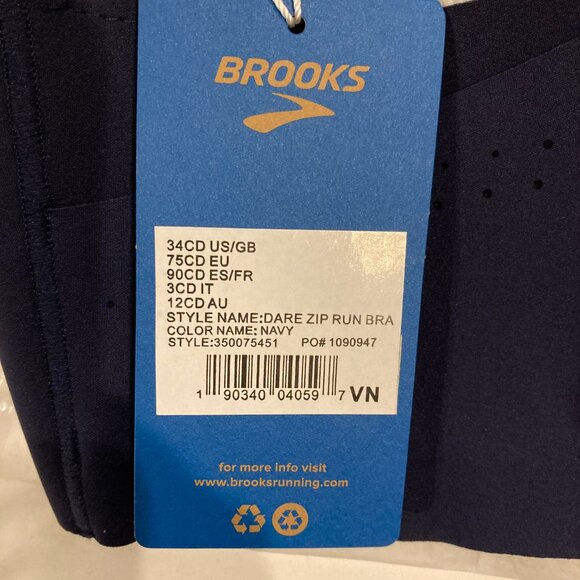 BROOKS
34CD US/GB
75CD EU
90CD ES/FR
3CD IT
12CD AU
STYLE NAME:DARE ZIP RUN BRA
COLOR NAME: NAVY
STYLE:350075451 PO# 1090947
1 90340 04059 7 VN
for more info visit
www.brooksrunning.com